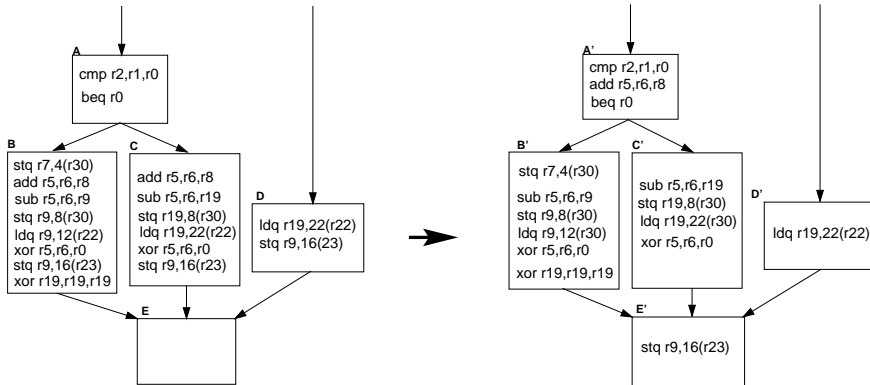 A
cmp r2,r1,r0
beq r0
B
stq r7,4(r30)
add r5,r6,r8
sub r5,r6,r9
stq r9,8(r30)
ldq r9,12(r22)
xor r5,r6,r0
stq r9,16(r23)
xor r19,r19,r19
C
add r5,r6,r8
sub r5,r6,r19
stq r19,8(r30)
ldq r19,22(r22)
xor r5,r6,r0
stq r9,16(r23)
D
ldq r19,22(r22)
stq r9,16(23)
E
A'
cmp r2,r1,r0
add r5,r6,r8
beq r0
B'
stq r7,4(r30)
sub r5,r6,r9
stq r9,8(r30)
ldq r9,12(r30)
xor r5,r6,r0
xor r19,r19,r19
C'
sub r5,r6,r19
stq r19,8(r30)
ldq r19,22(r30)
xor r5,r6,r0
D'
ldq r19,22(r22)
E'
stq r9,16(r23)